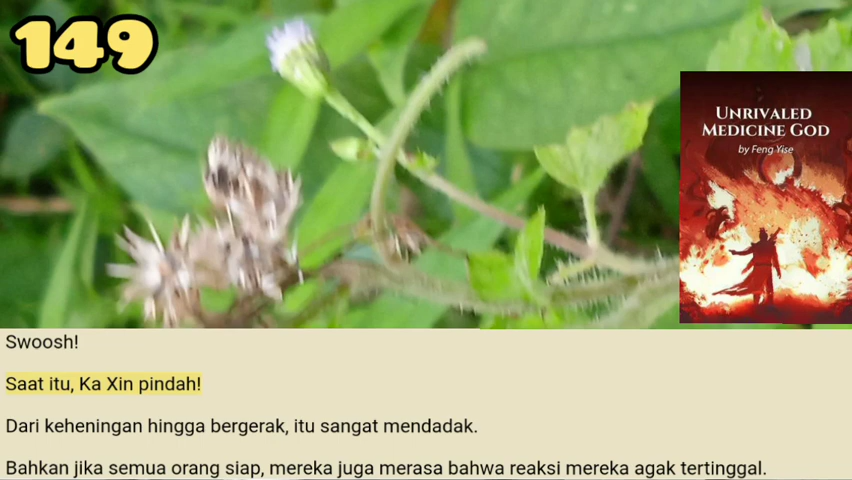 149
UNRIVALED
MEDICINE GOD
by Feng Yise
Swoosh!
Saat itu, Ka Xin pindah!
Dari keheningan hingga bergerak, itu sangat mendadak.
Bahkan jika semua orang siap, mereka juga merasa bahwa reaksi mereka agak tertinggal.